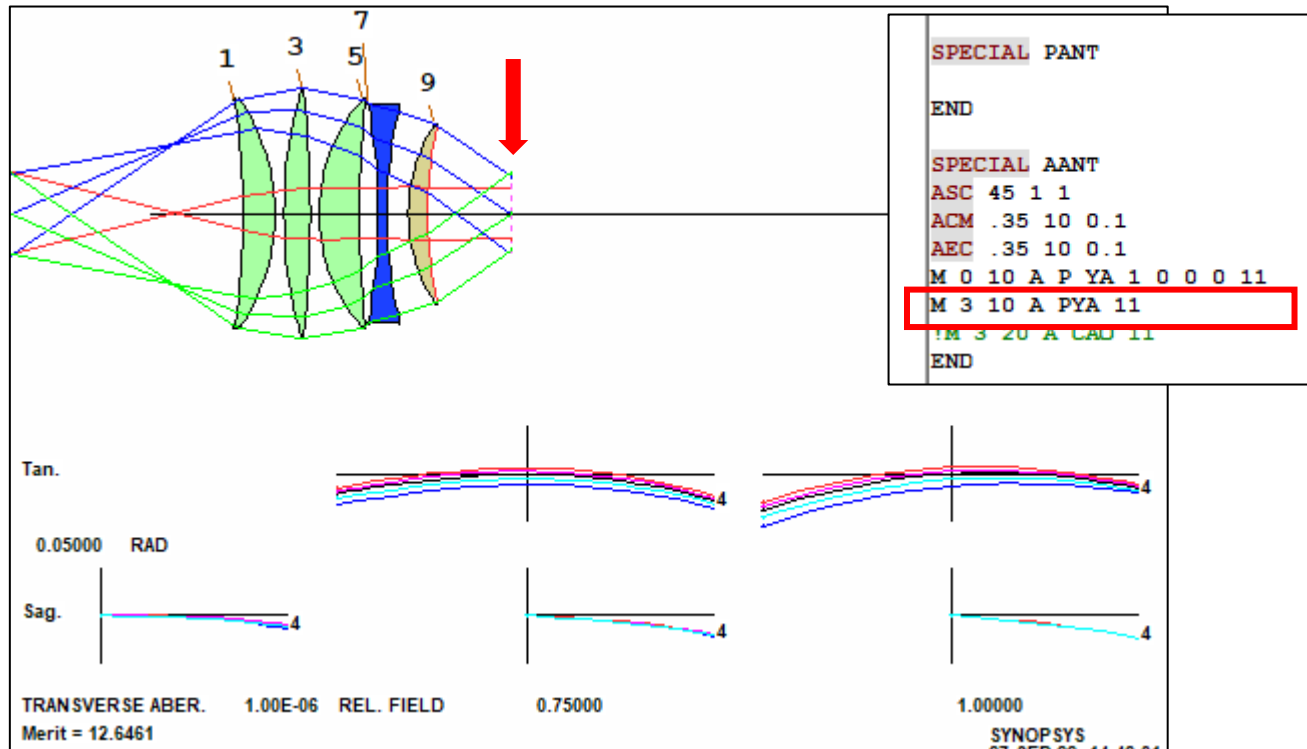 7
1
3
5
9
SPECIAL PANT
END
SPECIAL AANT
ASC 45 1 1
ACM .35 10 0.1
AEC .35 10 0.1
M 0 10 A P YA 1 0 0 0 11
M 3 10 A PYA 11
!M 3 20 A CAO 11
END
Tan.
4
4
0.05000 RAD
Sag.
4
4
4
TRANSVERSE ABER. 1.00E-06 REL. FIELD 0.75000 1.00000
Merit = 12.6461
SYNOPSYS